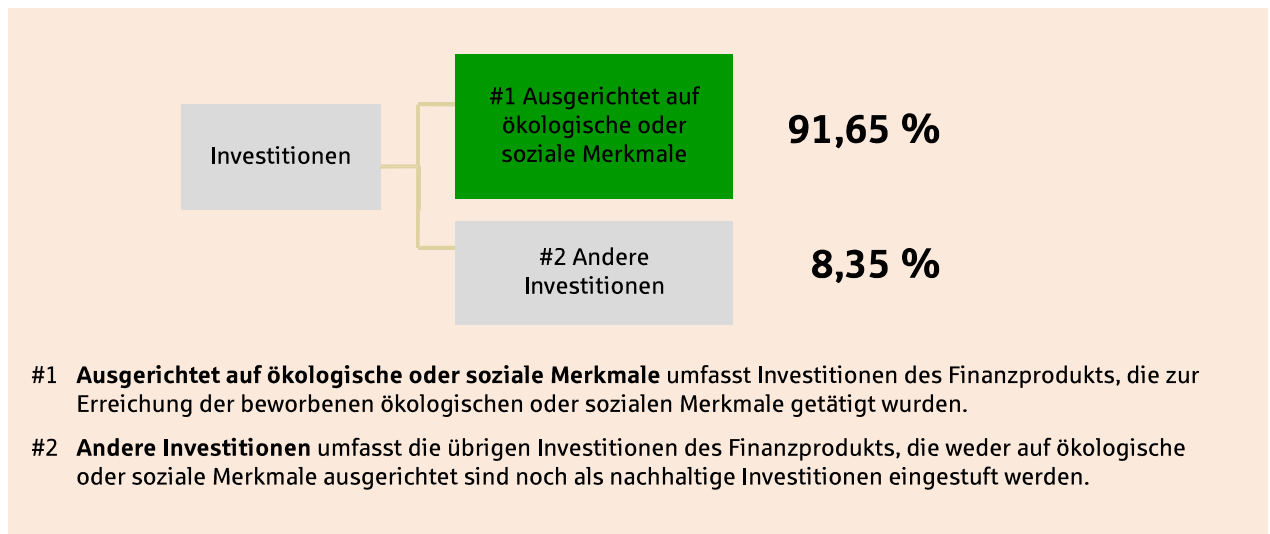 Investitionen
#1 Ausgerichtet auf
ökologische oder
soziale Merkmale
91,65 %
#2 Andere
Investitionen
8,35 %
#1 Ausgerichtet auf ökologische oder soziale Merkmale umfasst Investitionen des Finanzprodukts, die zur
Erreichung der beworbenen ökologischen oder sozialen Merkmale getätigt wurden.
#2 Andere Investitionen umfasst die übrigen Investitionen des Finanzprodukts, die weder auf ökologische
oder soziale Merkmale ausgerichtet sind noch als nachhaltige Investitionen eingestuft werden.